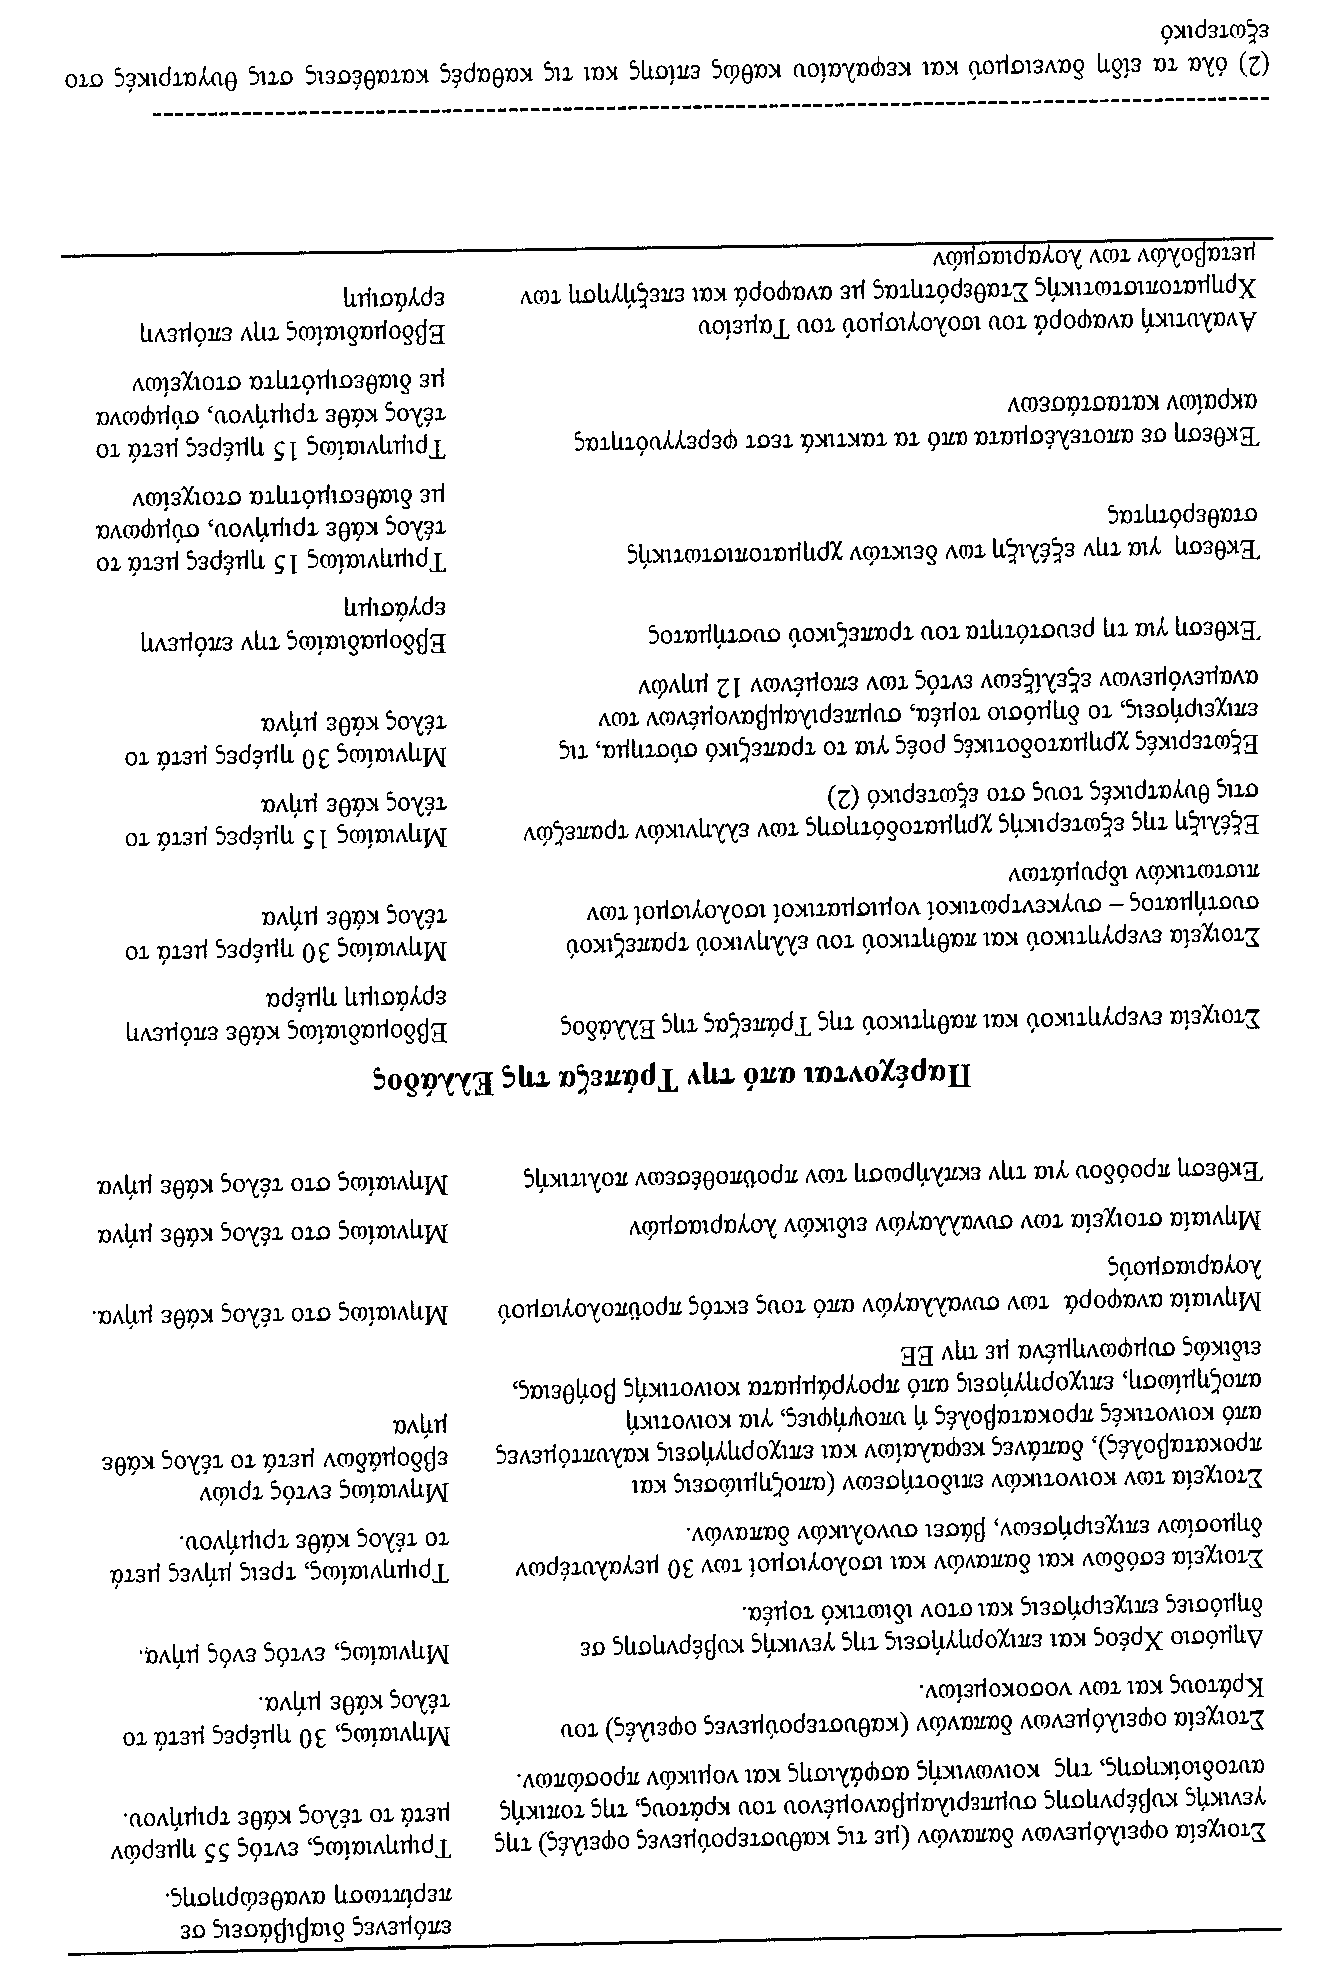 επόμενες διαβιβάσεις σε
περίπτωση αναθεώρησης.
Στοιχεία οφειλόμενων δαπανών (με τις καθυστερούμενες οφειλές) της
γενικής κυβέρνησης συμπεριλαμβανομένου του κράτους, της τοπικής
αυτοδιοίκησης, της κοινωνικής ασφάλισης και νομικών προσώπων.
Τριμηνιαίως, εντός 55 ημερών
μετά το τέλος κάθε τριμήνου.
Στοιχεία οφειλόμενων δαπανών (καθυστερούμενες οφειλές) του
Κράτους και των νοσοκομείων.
Μηνιαίως, 30 ημέρες μετά το
τέλος κάθε μήνα.
Δημόσιο Χρέος και επιχορηγήσεις της γενικής κυβέρνησης σε
δημόσιες επιχειρήσεις και στον ιδιωτικό τομέα.
Μηνιαίως, εντός ενός μήνα.
Στοιχεία εσόδων και δαπανών και ισολογισμοί των 30 μεγαλυτέρων
δημοσίων επιχειρήσεων, βάσει συνολικών δαπανών.
Τριμηνιαίως, τρεις μήνες μετά
το τέλος κάθε τριμήνου.
Στοιχεία των κοινοτικών επιδοτήσεων (αποζημιώσεις και
προκαταβολές), δαπάνες κεφαλαίων και επιχορηγήσεις καλυπτόμενες
από κοινοτικές προκαταβολές ή υποψήφιες, για κοινοτική
αποζημίωση, επιχορηγήσεις από προγράμματα κοινοτικής βοήθειας,
ειδικώς συμφωνημένα με την ΕΕ
Μηνιαίως εντός τριών
εβδομάδων μετά το τέλος κάθε
μήνα
Μηνιαία αναφορά των συναλλαγών από τους εκτός προϋπολογισμού
λογαριασμούς
Μηνιαίως στο τέλος κάθε μήνα.
Μηνιαία στοιχεία των συναλλαγών ειδικών λογαριασμών
Μηνιαίως στο τέλος κάθε μήνα
Έκθεση προόδου για την εκπλήρωση των προϋποθέσεων πολιτικής
Μηνιαίως στο τέλος κάθε μήνα
Παρέχονται από την Τράπεζα της Ελλάδος
Στοιχεία ενεργητικού και παθητικού της Τράπεζας της Ελλάδος
Εβδομαδιαίως κάθε επόμενη
εργάσιμη ημέρα
Στοιχεία ενεργητικού και παθητικού του ελληνικού τραπεζικού
συστήματος – συγκεντρωτικοί νομισματικοί ισολογισμοί των
πιστωτικών ιδρυμάτων
Μηνιαίως 30 ημέρες μετά το
τέλος κάθε μήνα
Εξέλιξη της εξωτερικής χρηματοδότησης των ελληνικών τραπεζών
στις θυγατρικές τους στο εξωτερικό (2)
Μηνιαίως 15 ημέρες μετά το
τέλος κάθε μήνα
Εξωτερικές χρηματοδοτικές ροές για το τραπεζικό σύστημα, τις
επιχειρήσεις, το δημόσιο τομέα, συμπεριλαμβανομένων των
αναμενόμενων εξελίξεων εντός των επομένων 12 μηνών
Μηνιαίως 30 ημέρες μετά το
τέλος κάθε μήνα
Έκθεση για τη ρευστότητα του τραπεζικού συστήματος
Εβδομαδιαίως την επόμενη
εργάσιμη
Έκθεση για την εξέλιξη των δεικτών χρηματοπιστωτικής
σταθερότητας
Τριμηνιαίως 15 ημέρες μετά το
τέλος κάθε τριμήνου, σύμφωνα
με διαθεσιμότητα στοιχείων
Έκθεση σε αποτελέσματα από τα τακτικά τεστ φερεγγυότητας
ακραίων καταστάσεων
Τριμηνιαίως 15 ημέρες μετά το
τέλος κάθε τριμήνου, σύμφωνα
με διαθεσιμότητα στοιχείων
Αναλυτική αναφορά του ισολογισμού του Ταμείου
Χρηματοπιστωτικής Σταθερότητας με αναφορά και επεξήγηση των
μεταβολών των λογαριασμών
Εβδομαδιαίως την επόμενη
εργάσιμη
(2) όλα τα είδη δανεισμού και κεφαλαίου καθώς επίσης και τις καθαρές καταθέσεις στις θυγατρικές στο
εξωτερικό